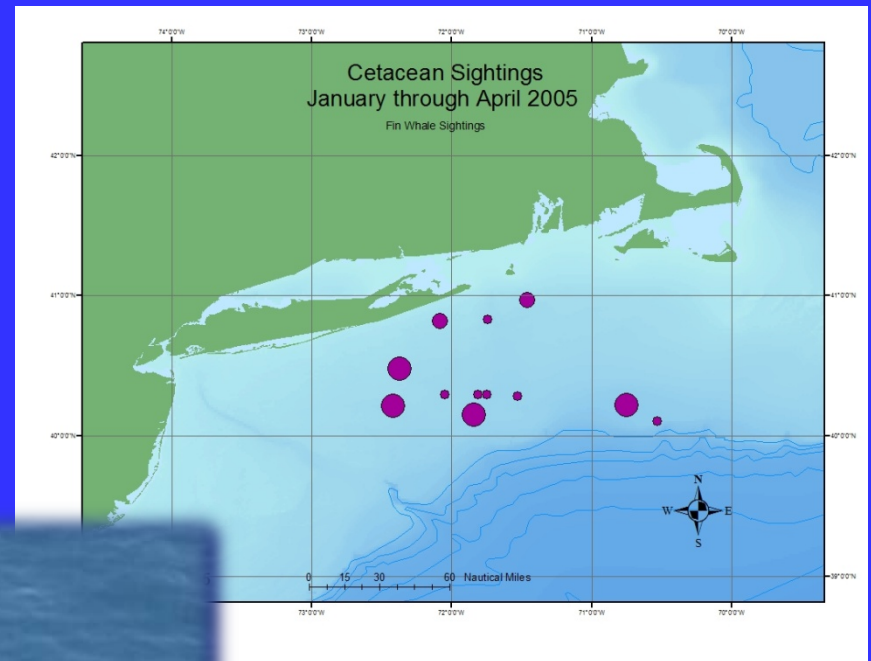 74°0'0"W 73°0'0"W 72°0'0"W 71°0'0"W 70°0'0"W
Cetacean Sightings
January through April 2005
Fin Whale Sightings
42°0'0"N 42°0'0"N
41°0'0"N 41°0'0"N
40°0'0"N 40°0'0"N
N
W E
S
0 15 30 60 Nautical Miles
39°0'0"N
73°0'0"W 72°0'0"W 71°0'0"W 70°0'0"W